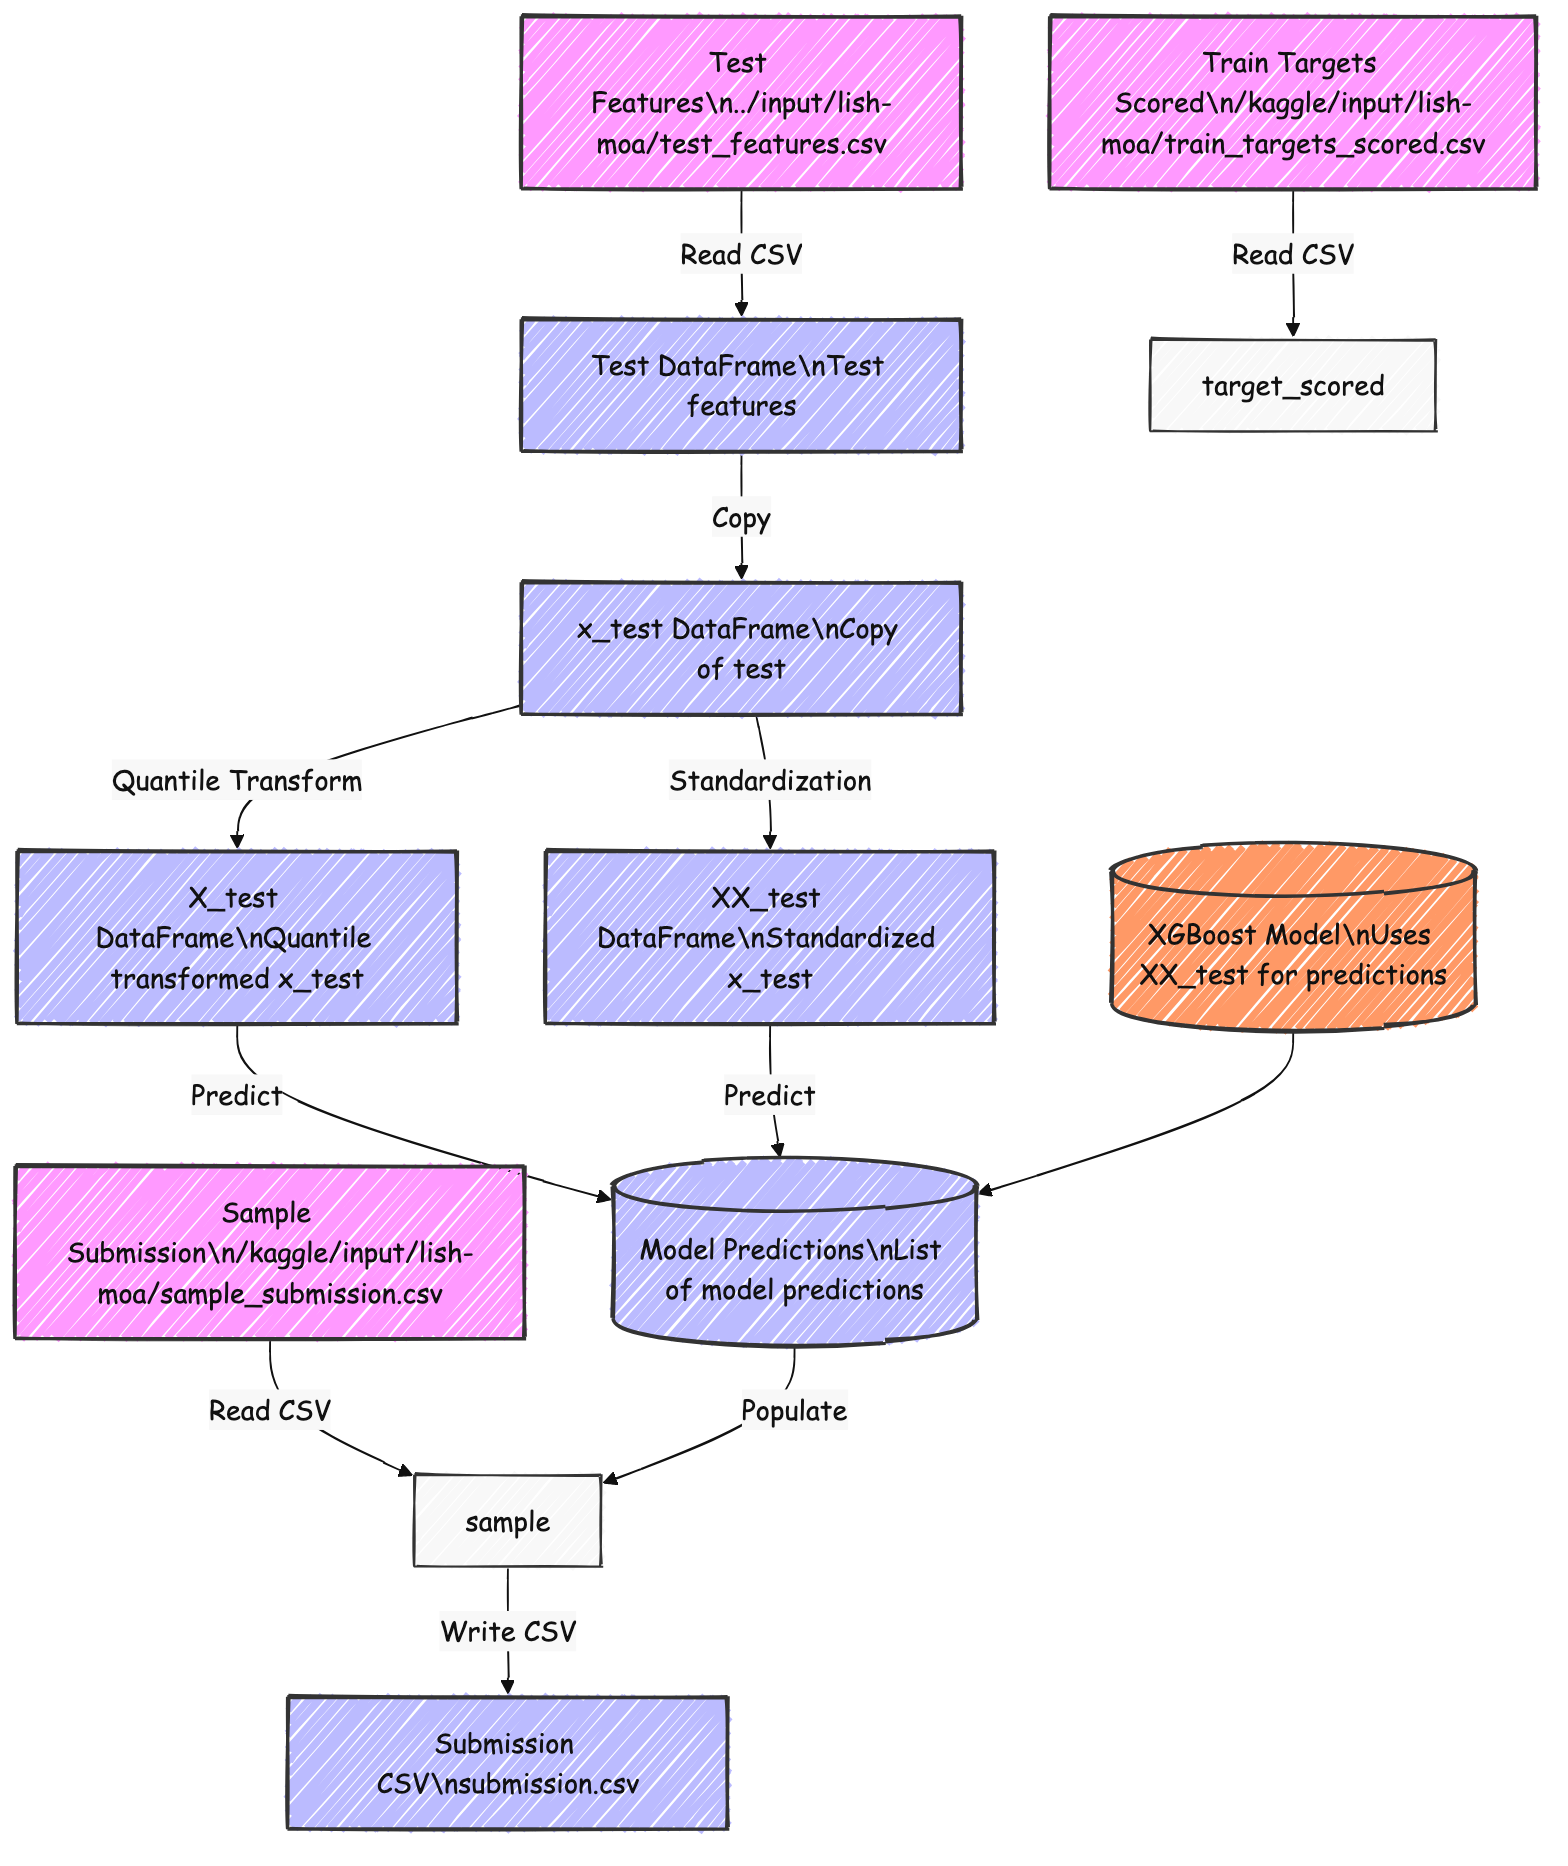 Test
Features\n../input/lish-
moa/test_features.csv
Train Targets
Scored\n/kaggle/input/lish-
moa/train_targets_scored.csv
Read CSV
Read CSV
Test DataFrame\nTest
features
target_scored
Copy
x_test DataFrame\nCopy
of test
Quantile Transform
Standardization
X_test
DataFrame\nQuantile
transformed x_test
XX_test
DataFrame\nStandardized
x_test
XGBoost Model\nUses
XX_test for predictions
Predict
Predict
Sample
Submission\n/kaggle/input/lish-
moa/sample_submission.csv
Model Predictions\nList
of model predictions
Read CSV
Populate
sample
Write CSV
Submission
CSV\nsubmission.csv